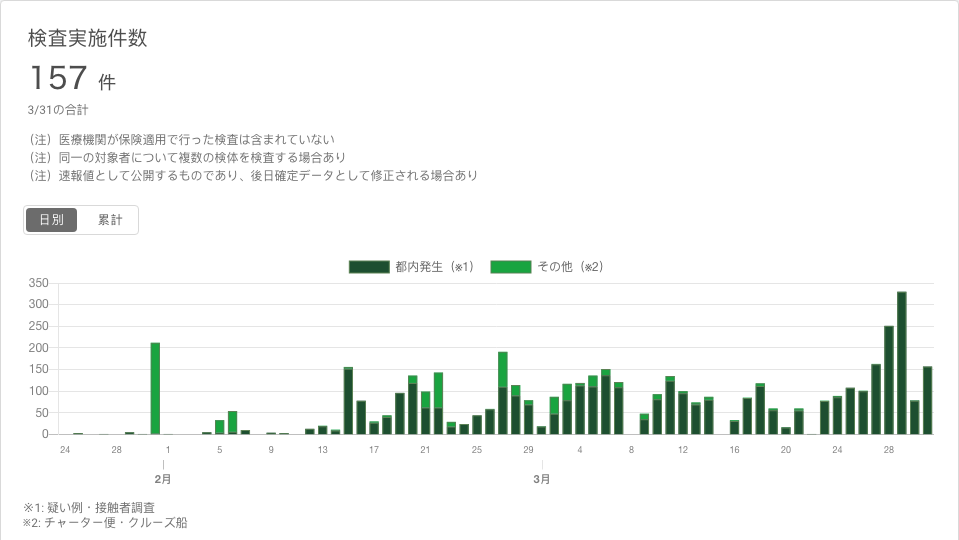 検査実施件数
157 件
3/31の合計
（注）医療機関が保険適用で行った検査は含まれていない
（注）同一の対象者について複数の検体を検査する場合あり
（注）速報値として公開するものであり、後日確定データとして修正される場合あり
日別 累計
都内発生（※1） その他（※2）
350
300
250
200
150
100
50
0
24 28 1 5 9 13 17 21 25 29 4 8 12 16 20 24 28
2月 3月
※1: 疑い例・接触者調査
※2: チャーター便・クルーズ船